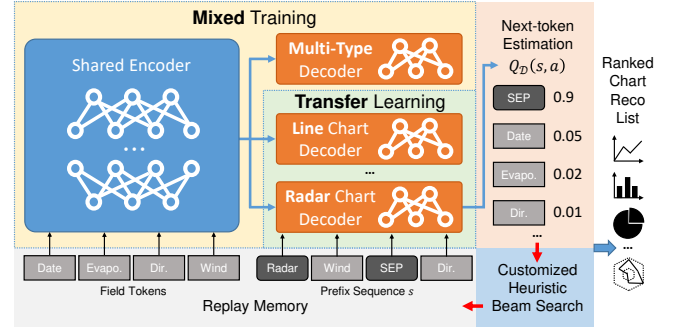 Mixed Training
Shared Encoder
...
Multi-Type
Decoder
Transfer Learning
Line Chart
Decoder
...
Radar Chart
Decoder
Next-token
Estimation
Q_D(s, a)
SEP 0.9
Date 0.05
Evapo. 0.02
Dir. 0.01
...
Ranked
Chart
Reco
List
...
Date Evapo. Dir. Wind
Field Tokens
Radar Wind SEP Dir.
Prefix Sequence s
Replay Memory
Customized
Heuristic
Beam Search